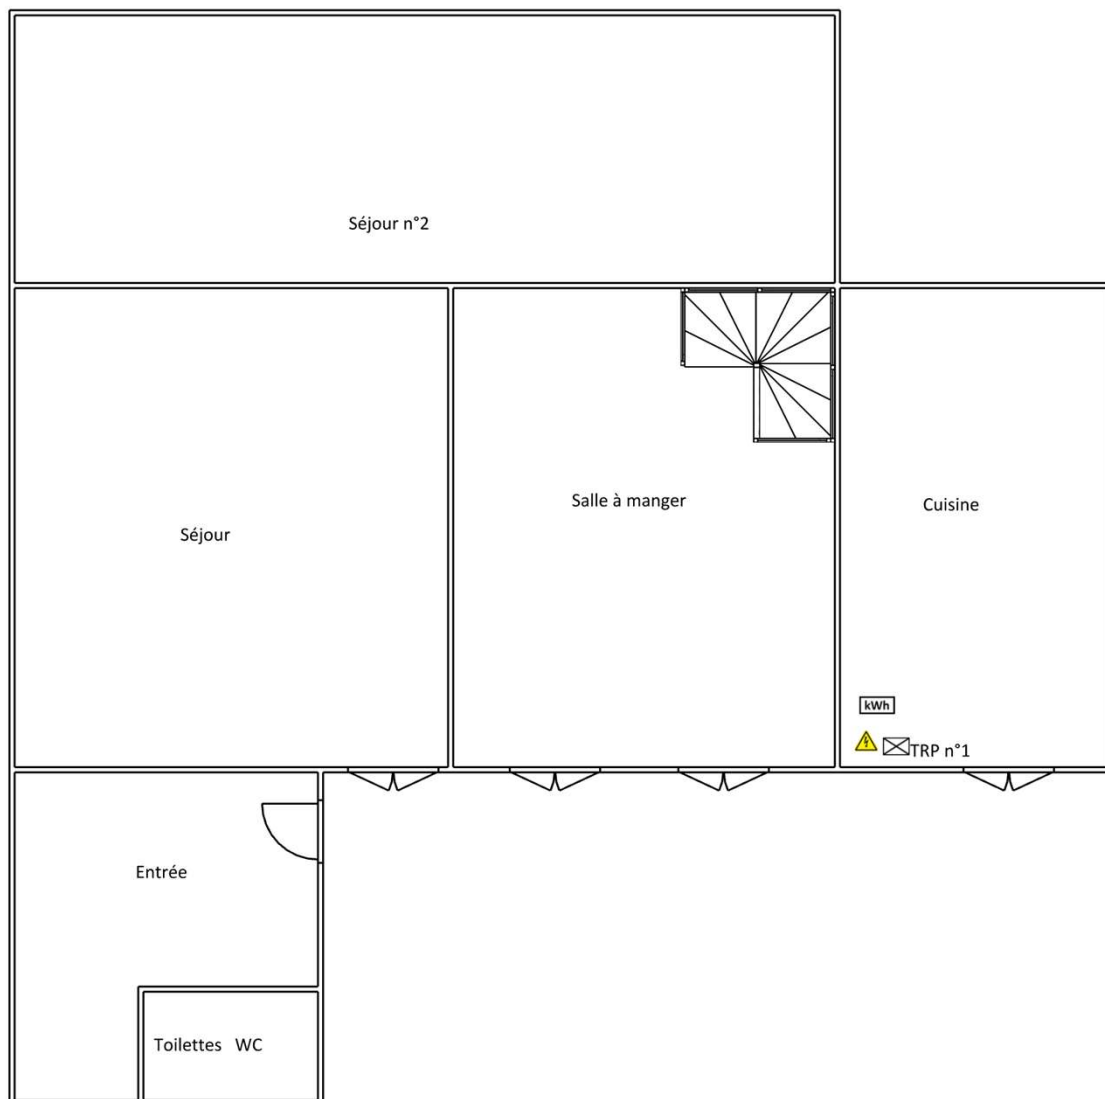 Séjour n°2
Salle à manger
Cuisine
Séjour
kWh
TRP n°1
Entrée
Toilettes WC